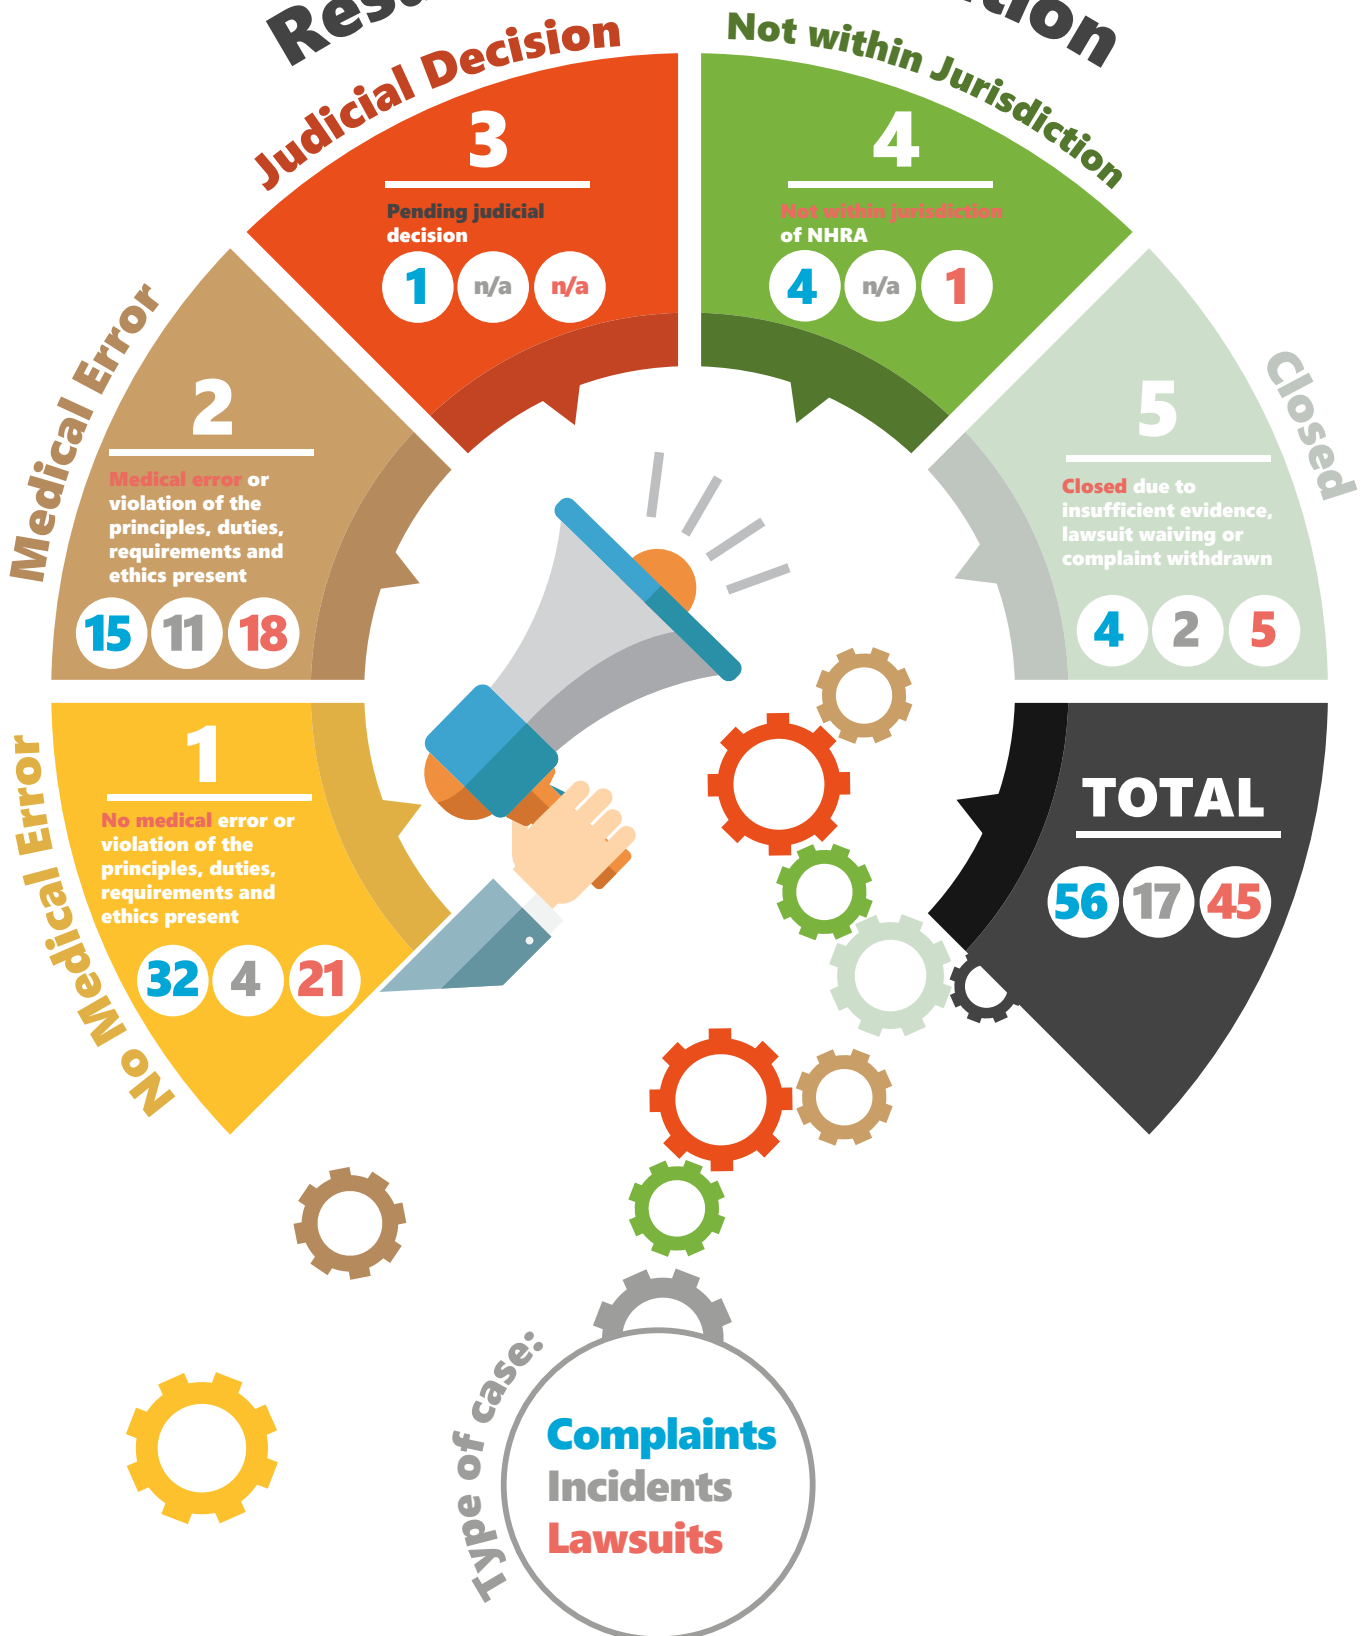 Judicial Decision
Not within Jurisdiction
Medical Error
Closed
No Medical Error
3
Pending judicial
decision
1 n/a n/a
4
Not within jurisdiction
of NHRA
4 n/a 1
2
Medical error or
violation of the
principles, duties,
requirements and
ethics present
15 11 18
5
Closed due to
insufficient evidence,
lawsuit waiving or
complaint withdrawn
4 2 5
1
No medical error or
violation of the
principles, duties,
requirements and
ethics present
32 4 21
TOTAL
56 17 45
Type of case:
Complaints
Incidents
Lawsuits